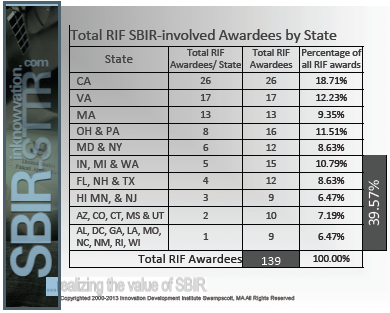 Total RIF SBIR-involved Awardees by State
State Total RIF Awardees/ State Total RIF Awardees Percentage of all RIF awards
CA 26 26 18.71%
VA 17 17 12.23%
MA 13 13 9.35%
OH & PA 8 16 11.51%
MD & NY 6 12 8.63%
IN, MI & WA 5 15 10.79%
FL, NH & TX 4 12 8.63%
HI MN, & NJ 3 9 6.47%
AZ, CO, CT, MS & UT 2 10 7.19%
AL, DC, GA, LA, MO, NC, NM, RI, WI 1 9 6.47%
Total RIF Awardees 139 100.00%
39.57%
inknowvation.com
SBIR-STTR
...realizing the value of SBIR
Copyrighted 2000-2013 Innovation Development Institute Swampscott, MA All Rights Reserved